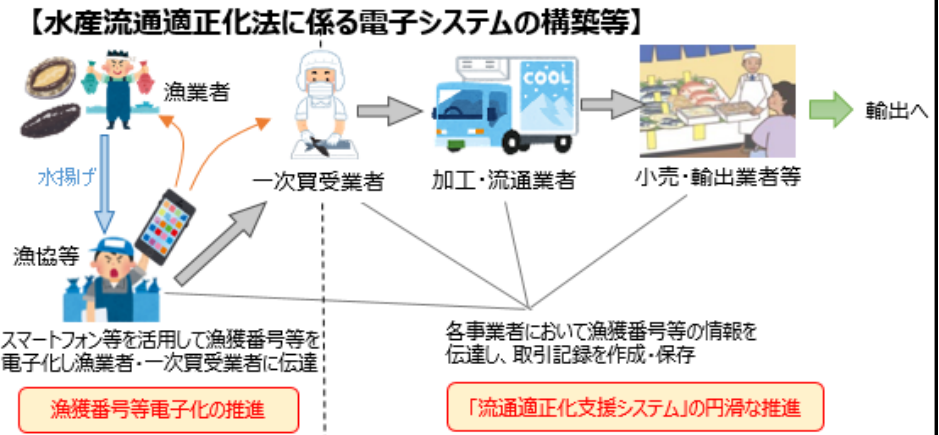 【水産流通適正化法に係る電子システムの構築等】
漁業者
水揚げ
漁協等
一次買受業者
COOL
加工・流通業者
小売・輸出業者等
輸出へ
スマートフォン等を活用して漁獲番号等を
電子化し漁業者・一次買受業者に伝達
漁獲番号等電子化の推進
各事業者において漁獲番号等の情報を
伝達し、取引記録を作成・保存
「流通適正化支援システム」の円滑な推進